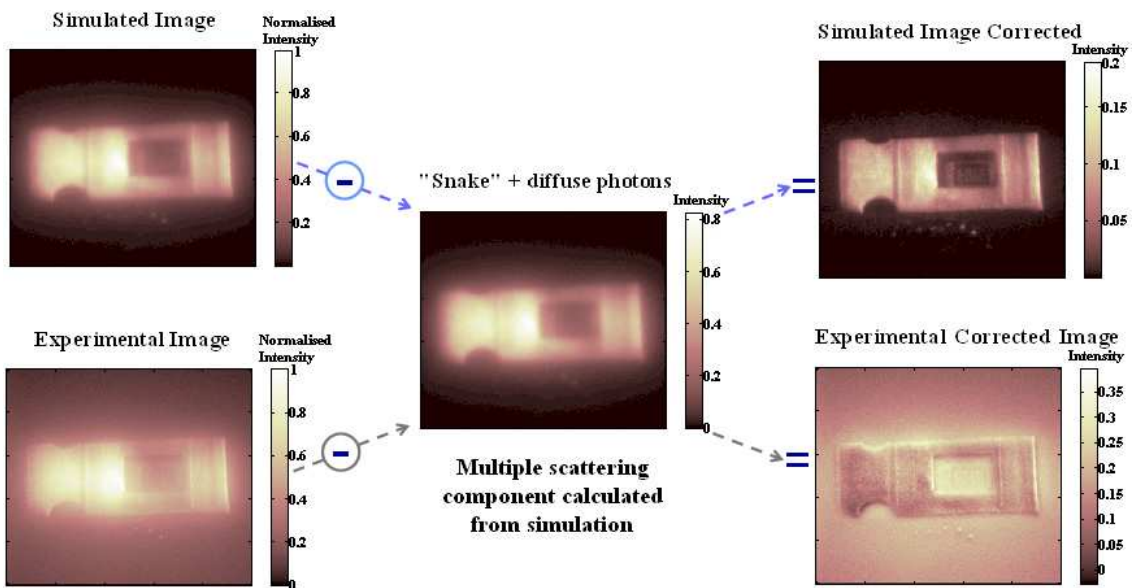 Simulated Image
Normalised
Intensity
1
0.8
0.6
0.4
0.2
-
"Snake" + diffuse photons
Intensity
0.8
0.6
0.4
0.2
0
Multiple scattering
component calculated
from simulation
=
Simulated Image Corrected
Intensity
0.2
0.15
0.1
0.05
Experimental Image
Normalised
Intensity
1
0.8
0.6
0.4
0.2
0
-
=
Experimental Corrected Image
Intensity
0.35
0.3
0.25
0.2
0.15
0.1
0.05
0